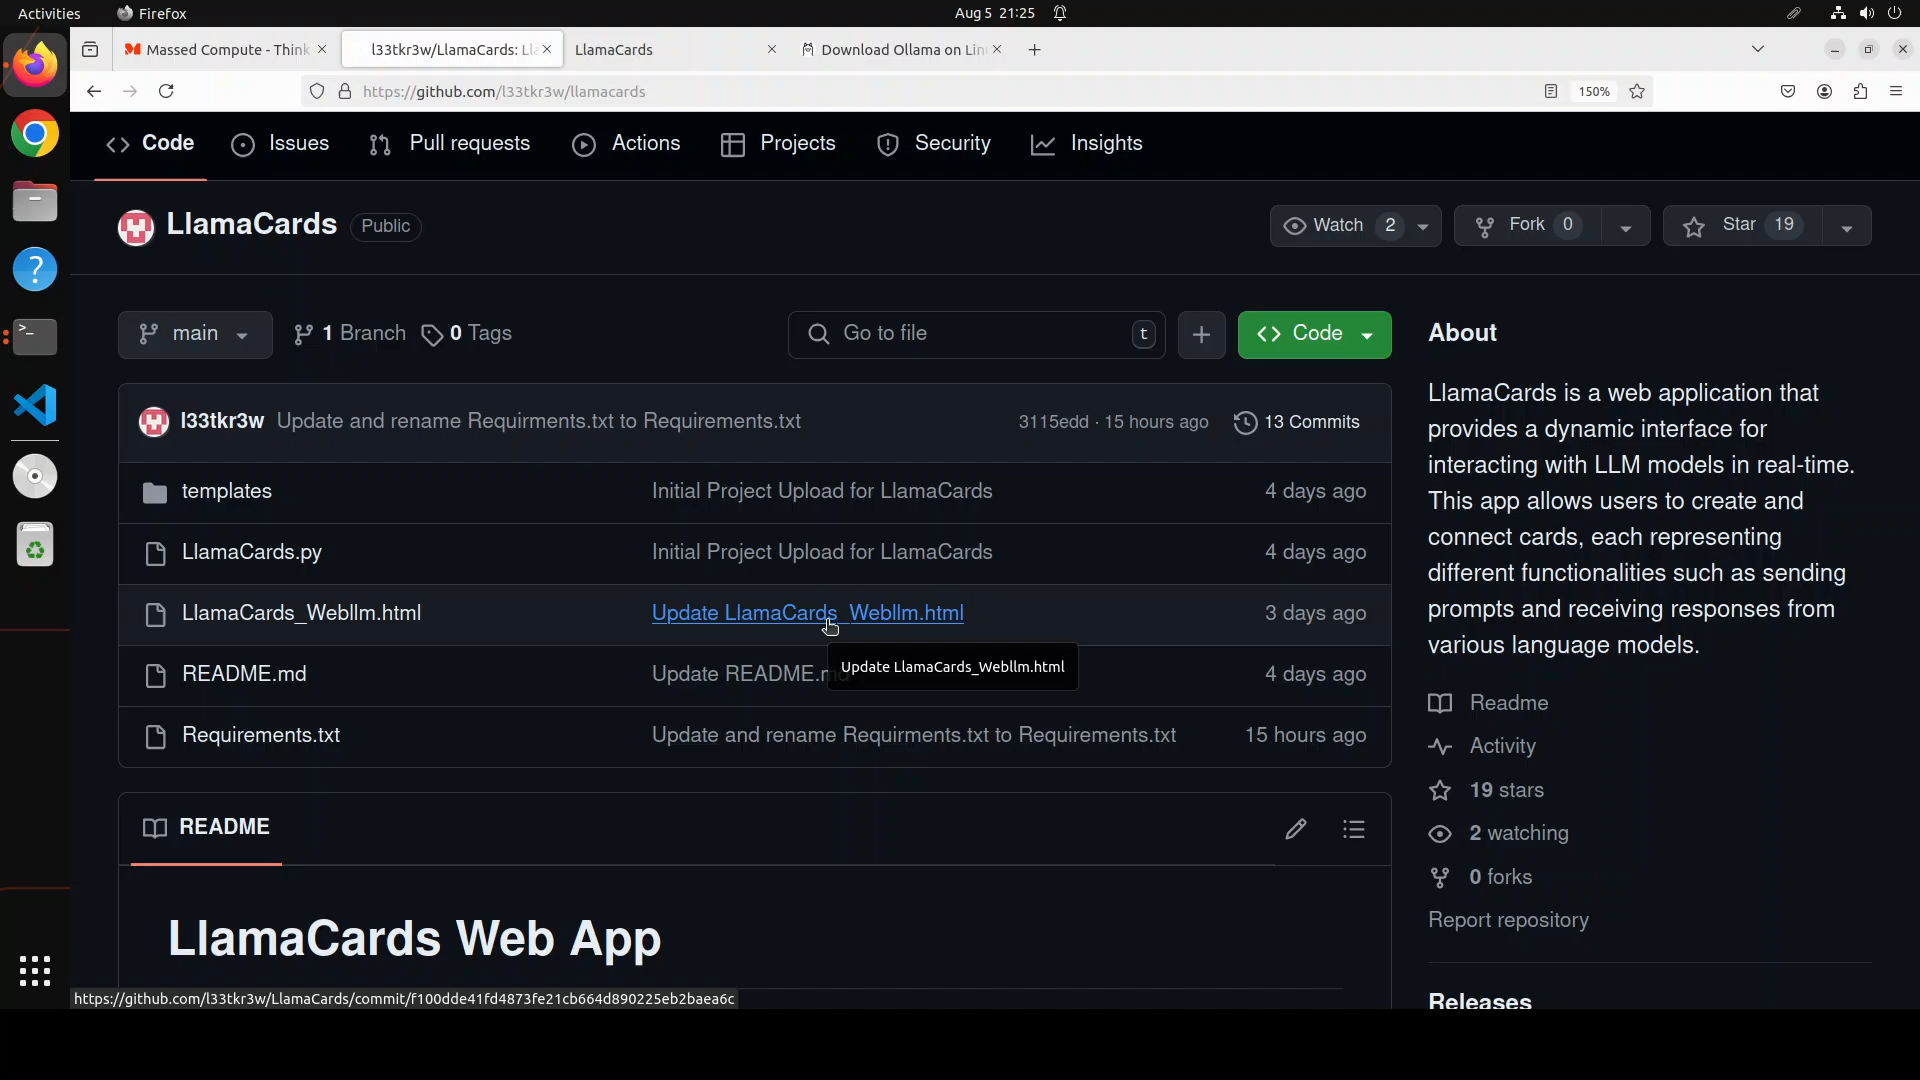 Activities
Firefox
Aug 5 21:25
Massed Compute - Think
l33tkr3w/LlamaCards: Lla
LlamaCards
Download Ollama on Lin
https://github.com/l33tkr3w/llamacards
150%
Code
Issues
Pull requests
Actions
Projects
Security
Insights
LlamaCards
Public
Watch 2
Fork 0
Star 19
main
1 Branch
0 Tags
Go to file
t
Code
About
l33tkr3w Update and rename Requirments.txt to Requirements.txt
3115edd · 15 hours ago
13 Commits
LlamaCards is a web application that
provides a dynamic interface for
interacting with LLM models in real-time.
This app allows users to create and
connect cards, each representing
different functionalities such as sending
prompts and receiving responses from
various language models.
templates Initial Project Upload for LlamaCards 4 days ago
LlamaCards.py Initial Project Upload for LlamaCards 4 days ago
LlamaCards_Webllm.html Update LlamaCards_Webllm.html 3 days ago
Update LlamaCards_Webllm.html
README.md Update README.md 4 days ago
Requirements.txt Update and rename Requirments.txt to Requirements.txt 15 hours ago
Readme
Activity
19 stars
2 watching
0 forks
Report repository
README
LlamaCards Web App
Releases
https://github.com/l33tkr3w/LlamaCards/commit/f100dde41fd4873fe21cb664d890225eb2baea6c